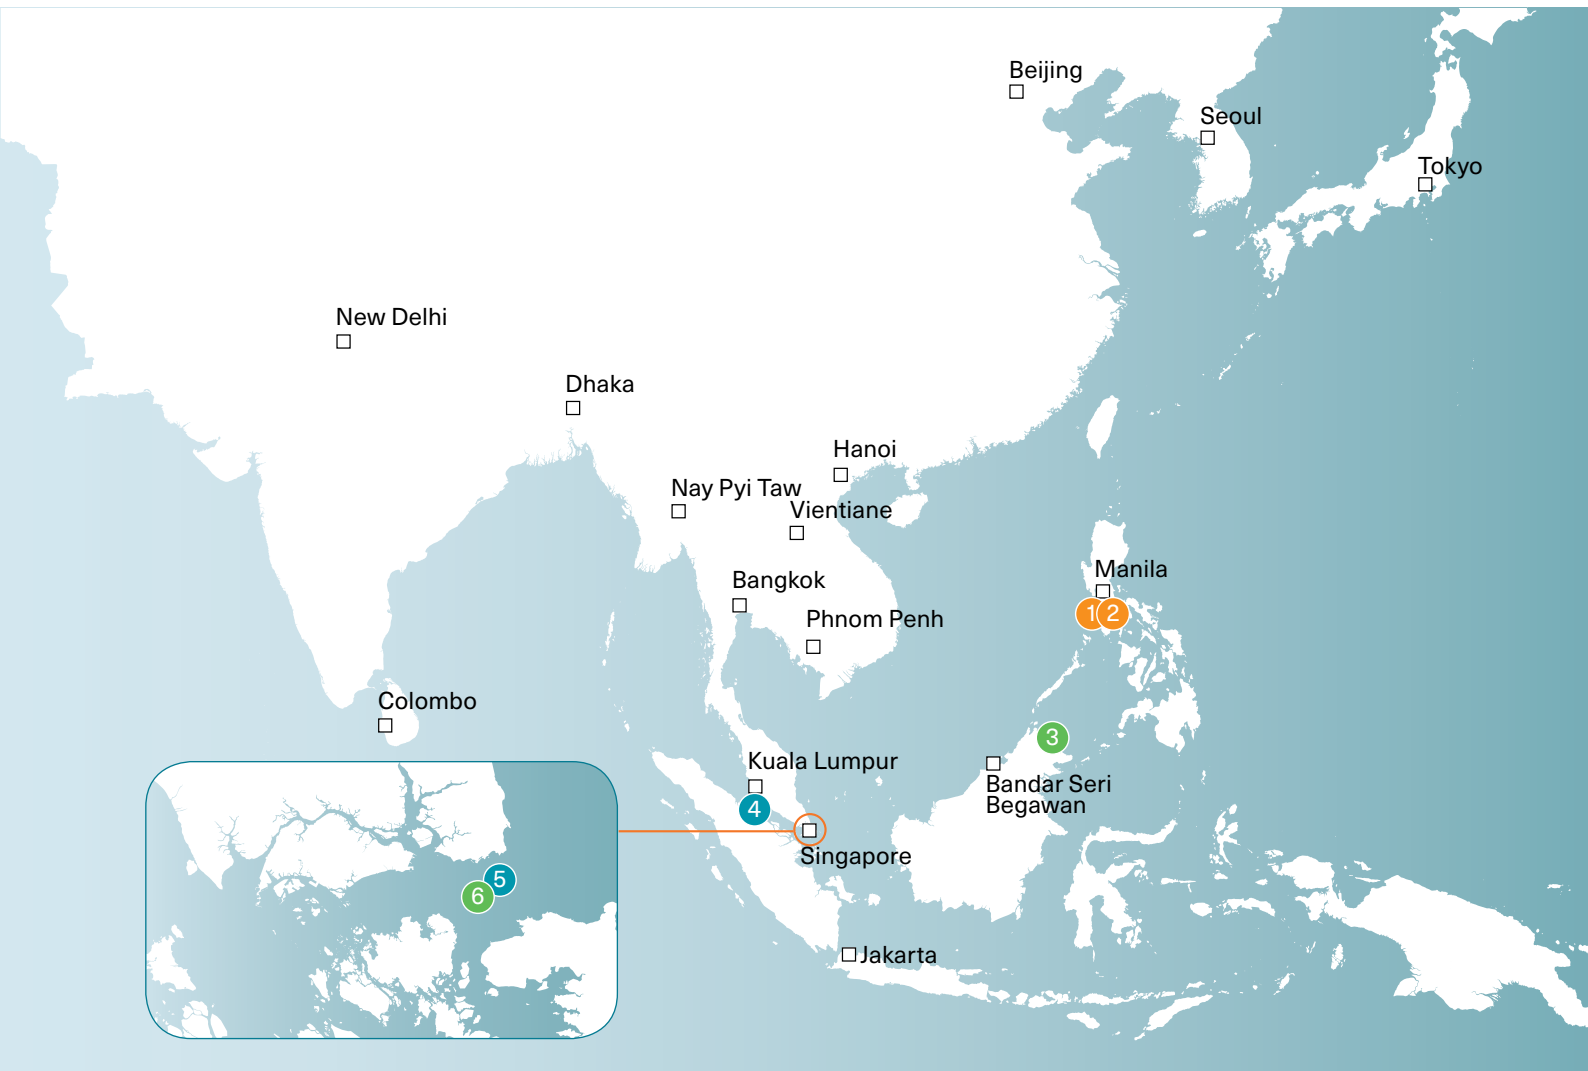 Beijing
Seoul
Tokyo
New Delhi
Dhaka
Hanoi
Nay Pyi Taw
Vientiane
Manila
Bangkok
1
2
Phnom Penh
Colombo
3
Kuala Lumpur
Bandar Seri
Begawan
4
Singapore
5
6
Jakarta